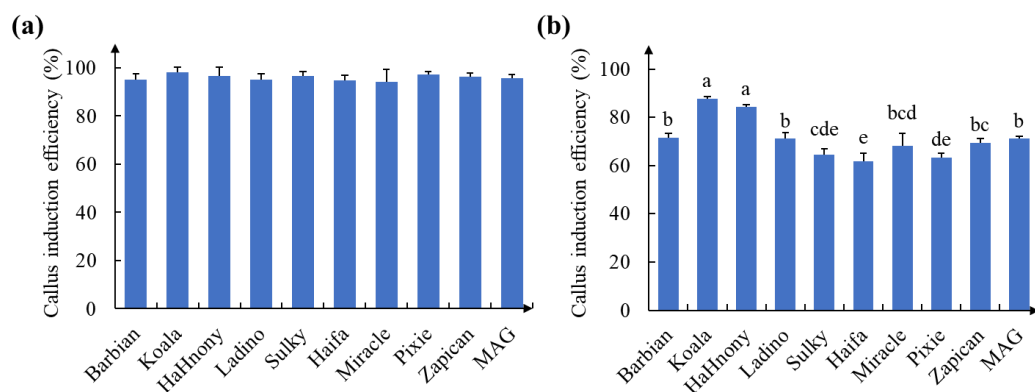 (a)
Callus induction efficiency (%)
100
80
60
40
20
0
Barbian
Koala
HaHnony
Ladino
Sulky
Haifa
Miracle
Pixie
Zapican
MAG
(b)
Callus induction efficiency (%)
100
80
60
40
20
0
b
a
a
b
cde
e
bcd
de
bc
b
Barbian
Koala
HaHnony
Ladino
Sulky
Haifa
Miracle
Pixie
Zapican
MAG